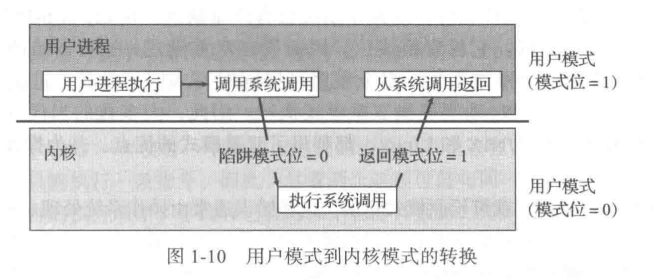 用户进程
用户进程执行
调用系统调用
从系统调用返回
用户模式
(模式位=1)
内核
陷阱模式位=0
返回模式位=1
执行系统调用
用户模式
(模式位=0)
图 1-10 用户模式到内核模式的转换